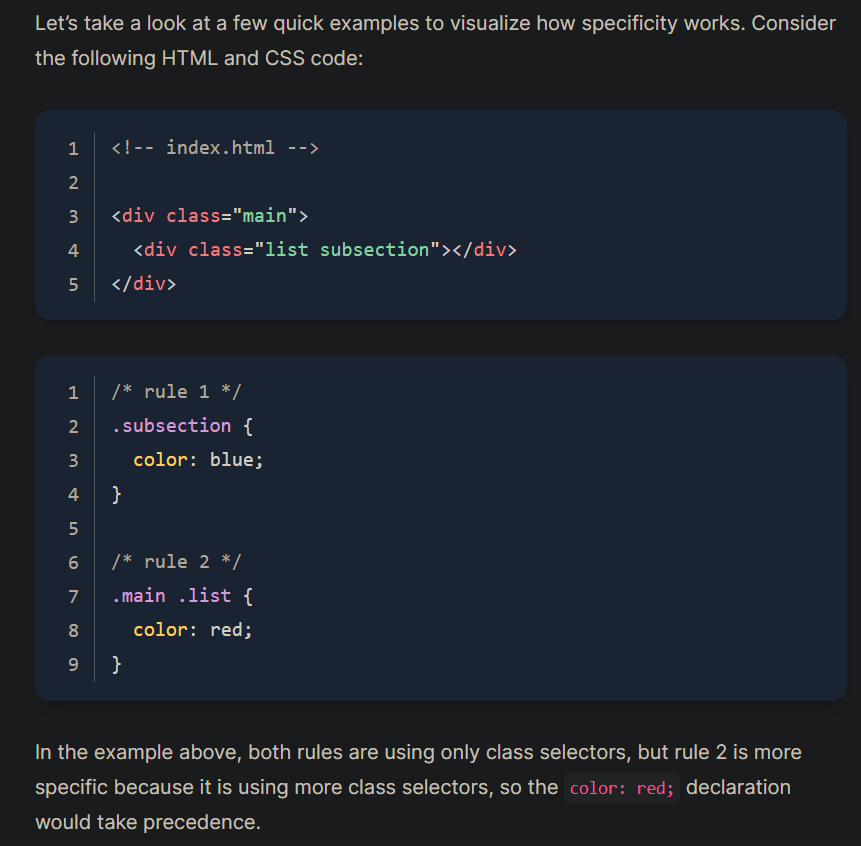 Let’s take a look at a few quick examples to visualize how specificity works. Consider
the following HTML and CSS code:
1 <!-- index.html -->
2
3 <div class="main">
4   <div class="list subsection"></div>
5 </div>
1 /* rule 1 */
2 .subsection {
3   color: blue;
4 }
5
6 /* rule 2 */
7 .main .list {
8   color: red;
9 }
In the example above, both rules are using only class selectors, but rule 2 is more
specific because it is using more class selectors, so the color: red; declaration
would take precedence.